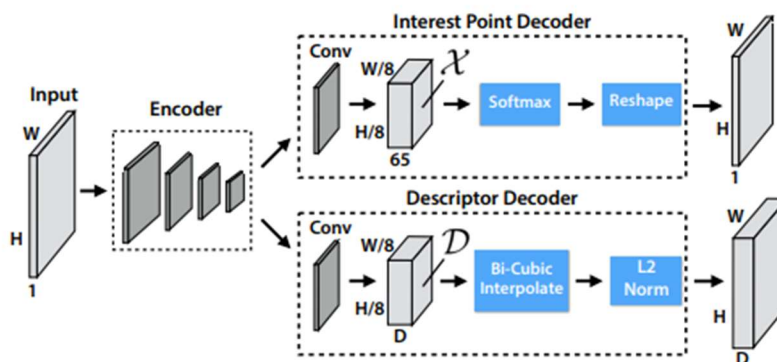 Interest Point Decoder
Conv
W/8
𝒳
H/8
65
Softmax
Reshape
W
H
1
Input
W
H
1
Encoder
Descriptor Decoder
Conv
W/8
𝒟
H/8
D
Bi-Cubic
Interpolate
L2
Norm
W
H
D